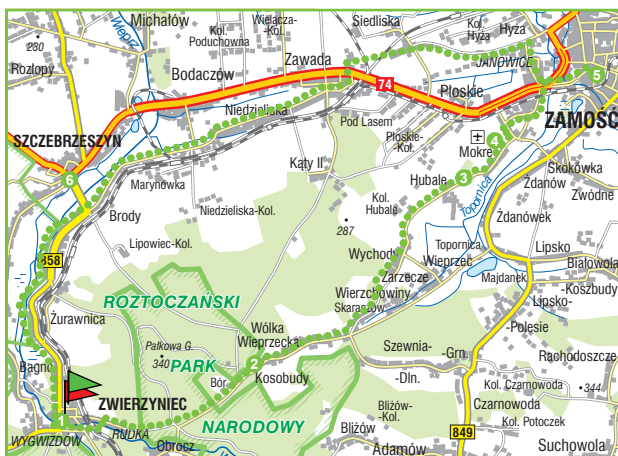 Michałów
Wielącza-
-Kol.
Siedliska
Kol.
Hyża
Hyża
230
Rozłopy
Wieprz
Kol.
Poduchowna
Zawada
JANOWICE
Bodaczów
74
Płoskie
5
Niedzieliska
Pod Lasem
ZAMOŚĆ
SZCZEBRZESZYN
Płoskie-
-Kol.
4
Mokre
6
Kąty II
Marynówka
Hubale
3
Skokówka
Zdanów
Zwódne
Kol.
Hubale
Topornica
Brody
Niedzieliska-Kol.
Żdanówek
287
Lipowiec-Kol.
Wychody
Topornica
Wieprzec
Lipsko
858
Zarzecze
Majdanek
Białowola
-Koszbudy
ROZTOCZAŃSKI
Wierzchowiny
Lipsko-
Skaraszów
Żurawnica
Wólka
Wieprzecka
-Polesie
Pałkowa G.
340
PARK
2
Szewnia-
-Grn.
Rachodoszcze
Bagno
Bór
Kosobudy
-Dln.
Kol. Czarnowoda
344
ZWIERZYNIEC
Bliżów-
-Kol.
Czarnowoda
1
NARODOWY
Kol. Potoczek
WYGWIZDÓW
RUDKA
Obrocz
Bliżów
849
Adamów
Suchowola